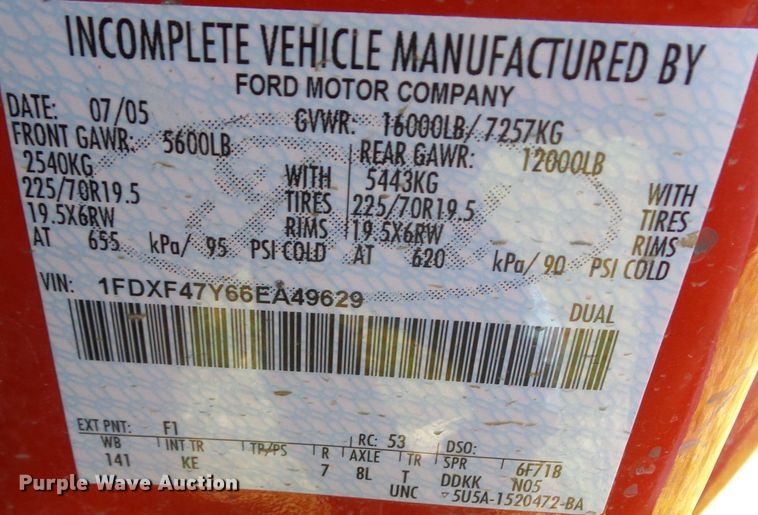 INCOMPLETE VEHICLE MANUFACTURED BY
FORD MOTOR COMPANY
DATE: 07/05 GVWR: 16000LB/ 7257KG
FRONT GAWR: 5600LB REAR GAWR: 12000LB
2540KG WITH 5443KG WITH
225/70R19.5 TIRES 225/70R19.5 TIRES
19.5X6RW RIMS 19.5X6RW RIMS
AT 655 kPa/ 95 PSI COLD AT 620 kPa/ 90 PSI COLD
VIN: 1FDXF47Y66EA49629 DUAL
EXT PNT: F1 RC: 53 DSO:
WB INT TR TP/PS R AXLE TR SPR 6F71B
141 KE 7 8L T DDKK N05
UNC 5U5A-1520472-BA
Purple Wave Auction